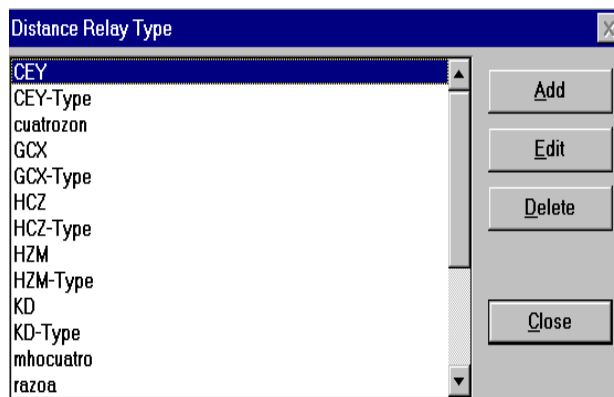 Distance Relay Type
CEY
CEY-Type
cuatrozon
GCX
GCX-Type
HCZ
HCZ-Type
HZM
HZM-Type
KD
KD-Type
mhocuatro
razoa
Add
Edit
Delete
Close